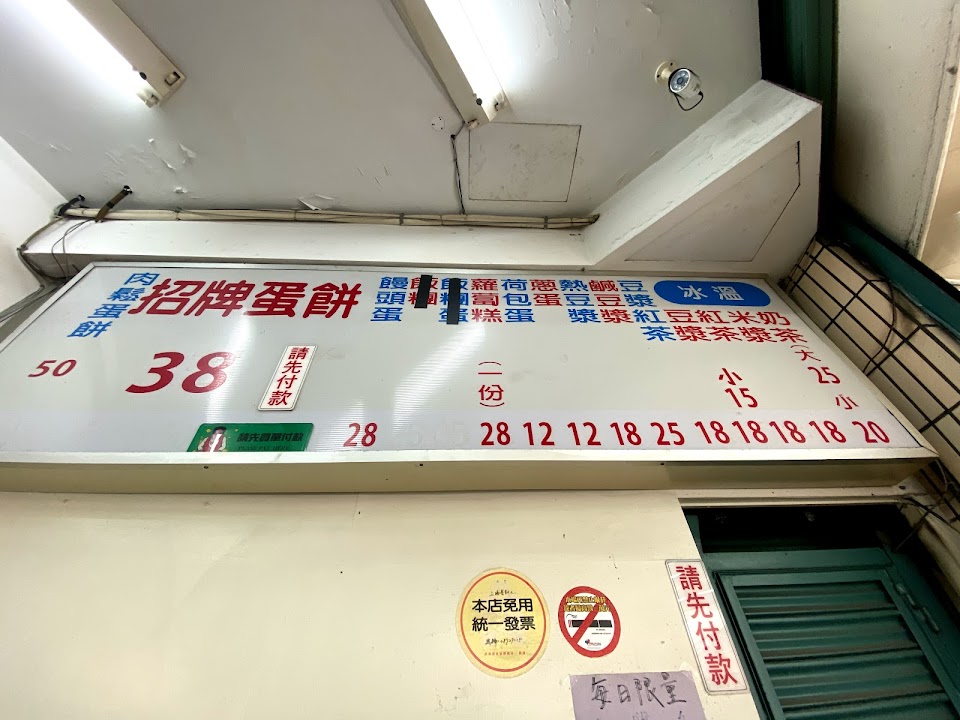 肉鬆蛋餅
50
招牌蛋餅
38
請先付款
饅頭蛋
28
蘿蔔糕
(一份)
28
荷包蛋
12
蔥蛋
12
熱豆漿
18
鹹豆漿
25
豆漿紅茶
18
冰溫
豆漿
18
紅茶
小
15
18
米漿
18
奶茶
(大
25
小
20
本店免用
統一發票
請先付款
每日限量